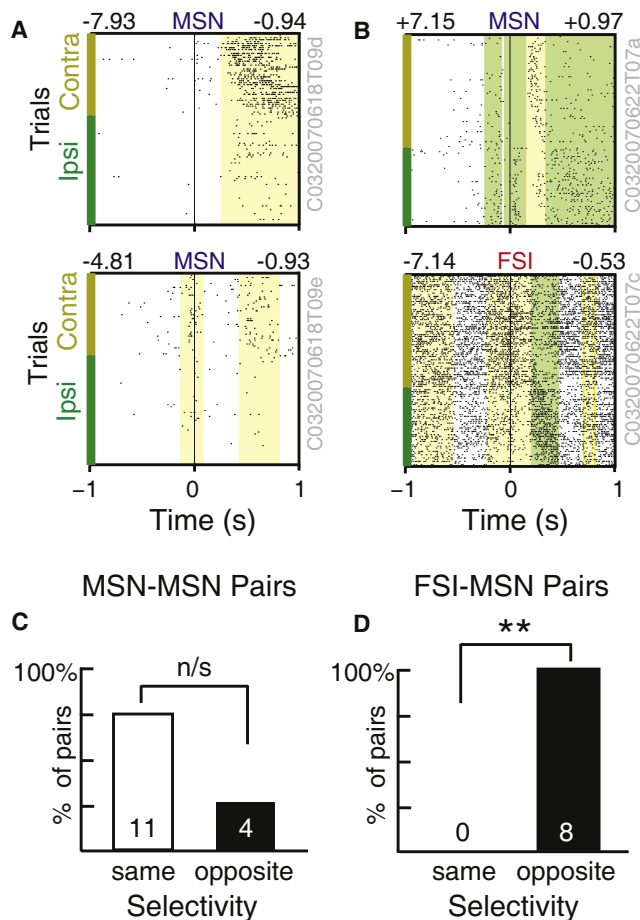 A
-7.93 MSN -0.94
Trials
Contra
Ipsi
C0320070618T09d
-1 0 1
-4.81 MSN -0.93
Trials
Contra
Ipsi
C0320070618T09e
-1 0 1
Time (s)
B
+7.15 MSN +0.97
C0320070622T07a
-7.14 FSI -0.53
C0320070622T07c
-1 0 1
Time (s)
MSN-MSN Pairs
C
n/s
100%
% of pairs
11 4
same opposite
Selectivity
FSI-MSN Pairs
D
**
100%
% of pairs
0 8
same opposite
Selectivity